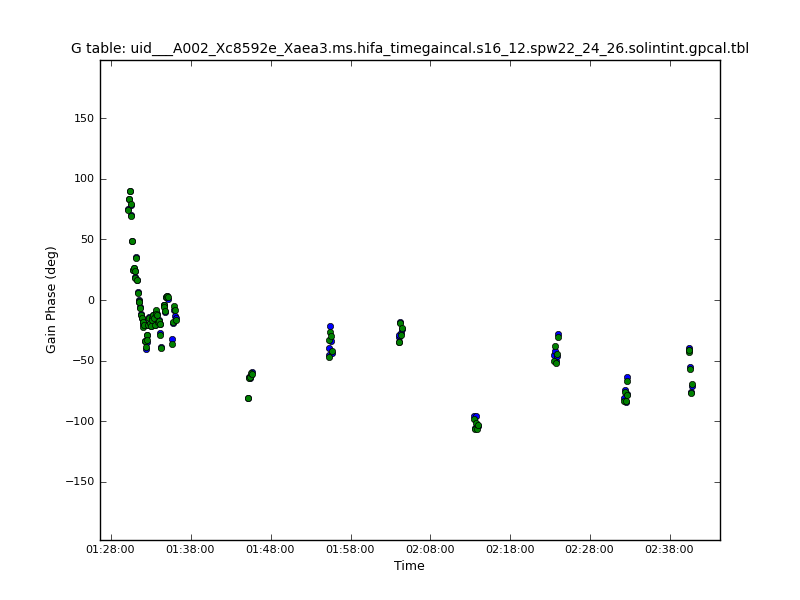 G table: uid___A002_Xc8592e_Xaea3.ms.hifa_timegaincal.s16_12.spw22_24_26.solintint.gpcal.tbl
150
100
50
0
−50
−100
−150
Gain Phase (deg)
01:28:00 01:38:00 01:48:00 01:58:00 02:08:00 02:18:00 02:28:00 02:38:00
Time